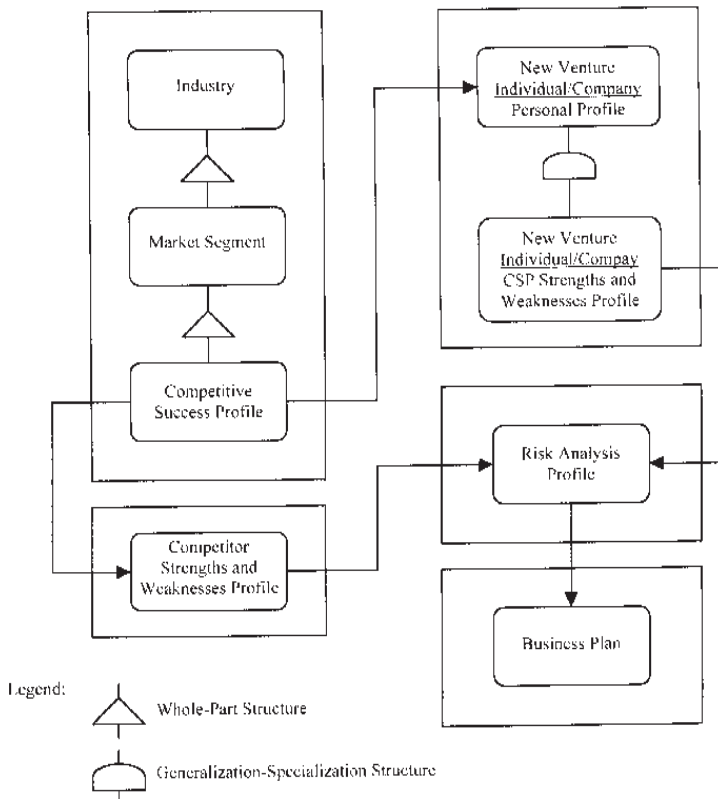 Industry
Market Segment
Competitive
Success Profile
Competitor
Strengths and
Weaknesses Profile
New Venture
Individual/Company
Personal Profile
New Venture
Individual/Compay
CSP Strengths and
Weaknesses Profile
Risk Analysis
Profile
Business Plan
Legend:
Whole-Part Structure
Generalization-Specialization Structure